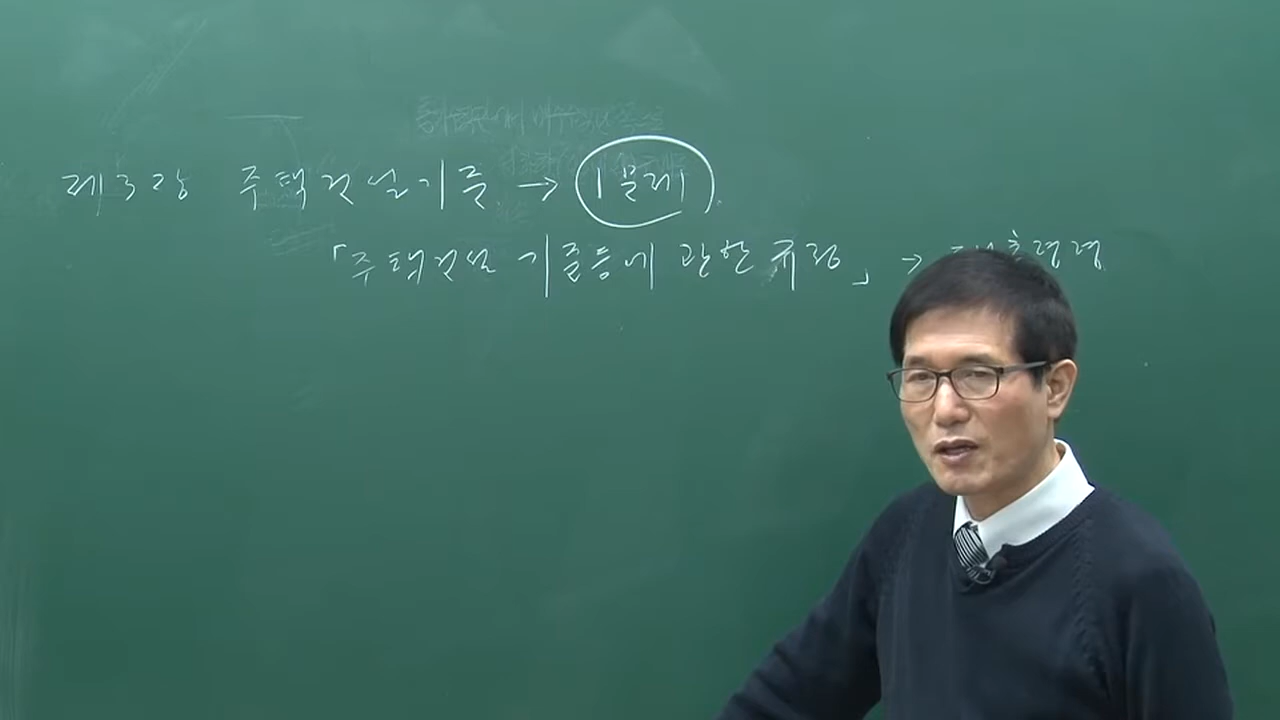 제3장 주택건설기준 → 1문제
「주택건설 기준등에 관한 규정」 → 령